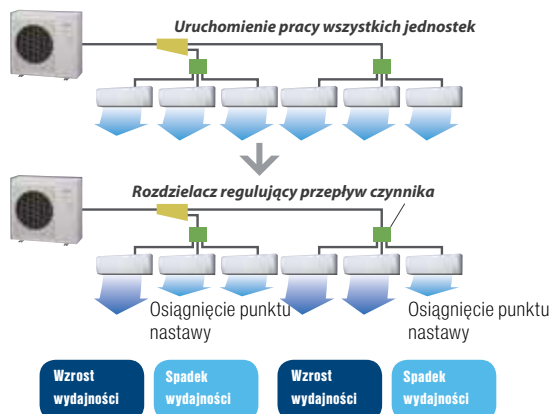 Uruchomienie pracy wszystkich jednostek
Rozdzielacz regulujący przepływ czynnika
Osiągnięcie punktu
nastawy
Osiągnięcie punktu
nastawy
Wzrost
wydajności
Spadek
wydajności
Wzrost
wydajności
Spadek
wydajności